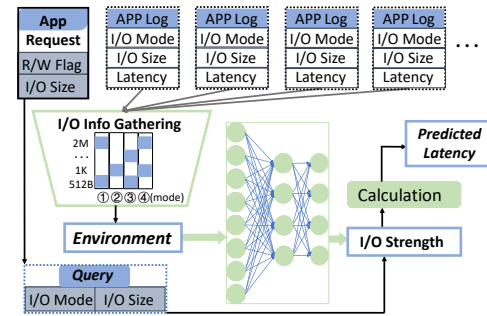 App
Request
R/W Flag
I/O Size
APP Log
I/O Mode
I/O Size
Latency
APP Log
I/O Mode
I/O Size
Latency
APP Log
I/O Mode
I/O Size
Latency
APP Log
I/O Mode
I/O Size
Latency
...
I/O Info Gathering
2M
...
1K
512B
①②③④(mode)
Environment
Predicted
Latency
Calculation
I/O Strength
Query
I/O Mode I/O Size